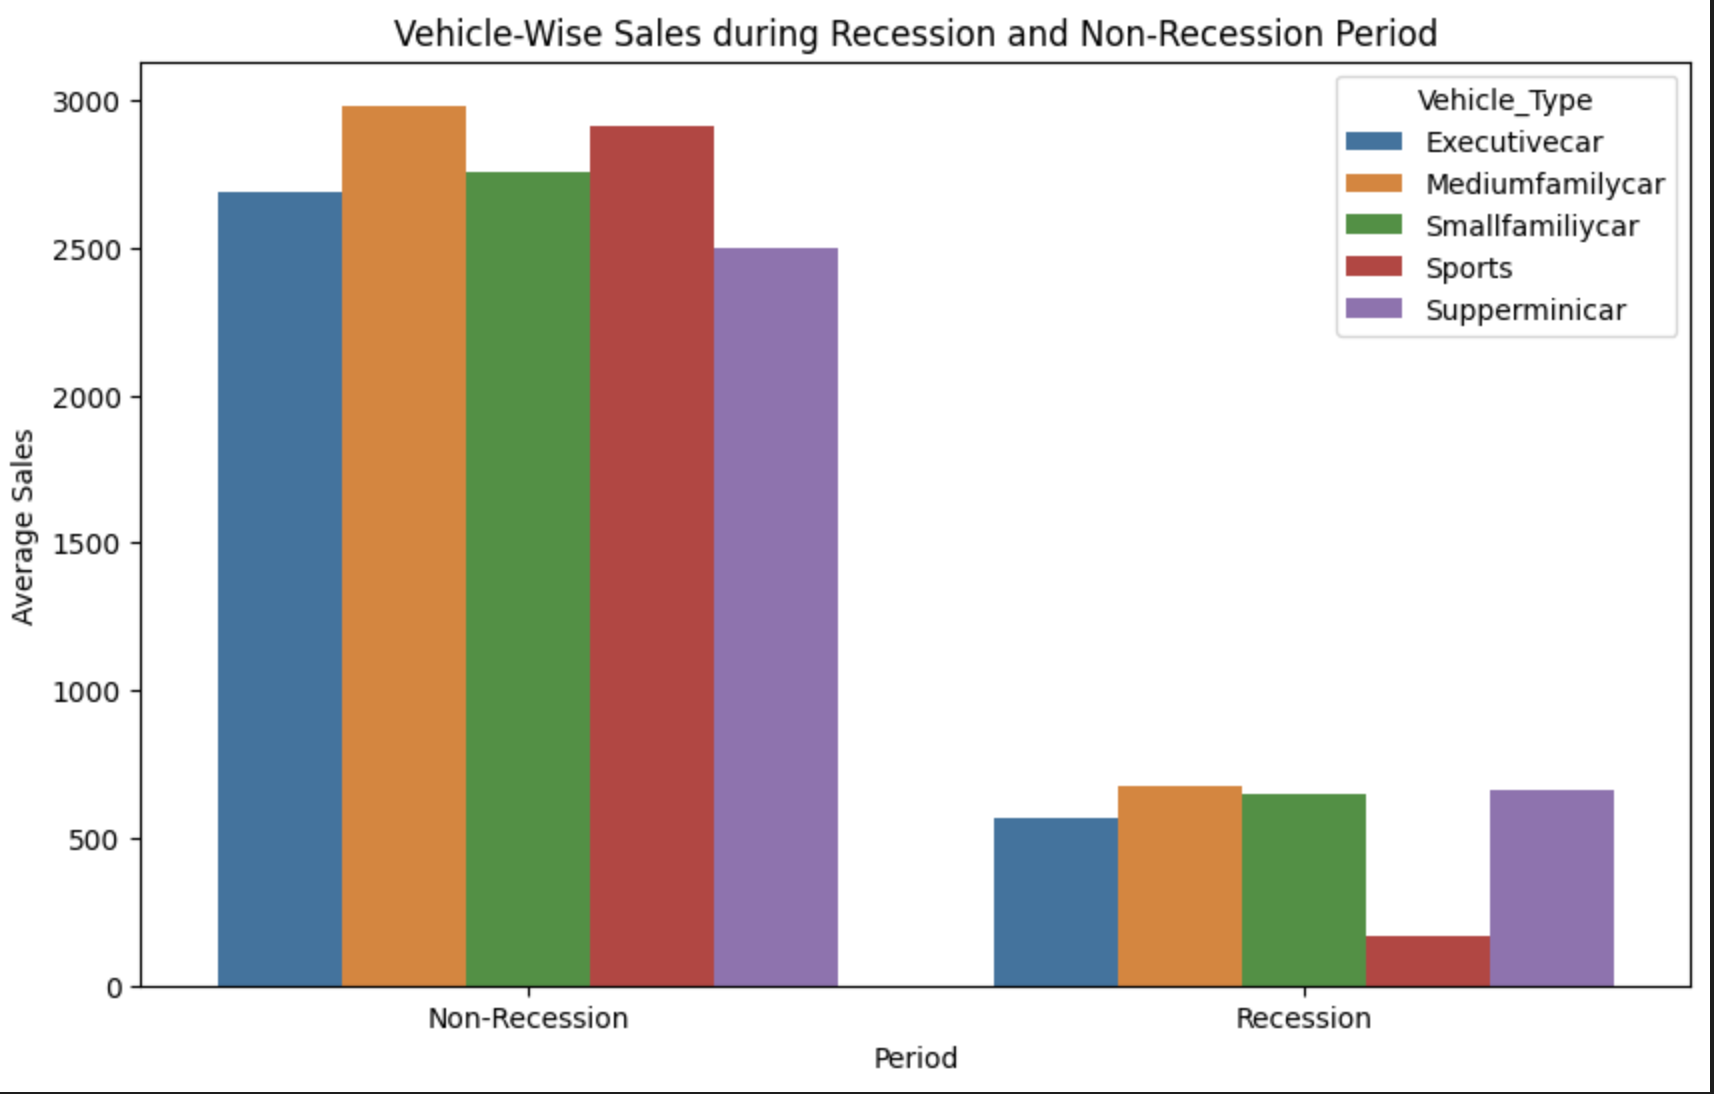 Vehicle-Wise Sales during Recession and Non-Recession Period
Vehicle_Type
Executivecar
Mediumfamilycar
Smallfamiliycar
Sports
Supperminicar
Average Sales
3000
2500
2000
1500
1000
500
0
Non-Recession
Recession
Period